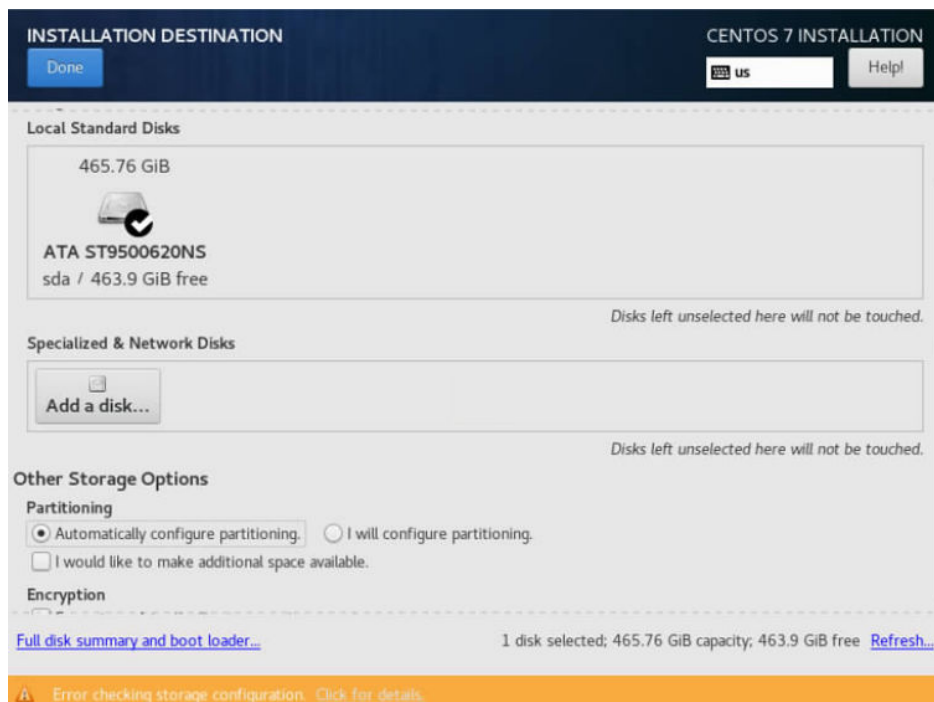 INSTALLATION DESTINATION
CENTOS 7 INSTALLATION
Done
us
Help!
Local Standard Disks
465.76 GiB
ATA ST9500620NS
sda / 463.9 GiB free
Disks left unselected here will not be touched.
Specialized & Network Disks
Add a disk...
Disks left unselected here will not be touched.
Other Storage Options
Partitioning
Automatically configure partitioning. I will configure partitioning.
I would like to make additional space available.
Encryption
Full disk summary and boot loader... 1 disk selected; 465.76 GiB capacity; 463.9 GiB free Refresh...
Error checking storage configuration. Click for details.